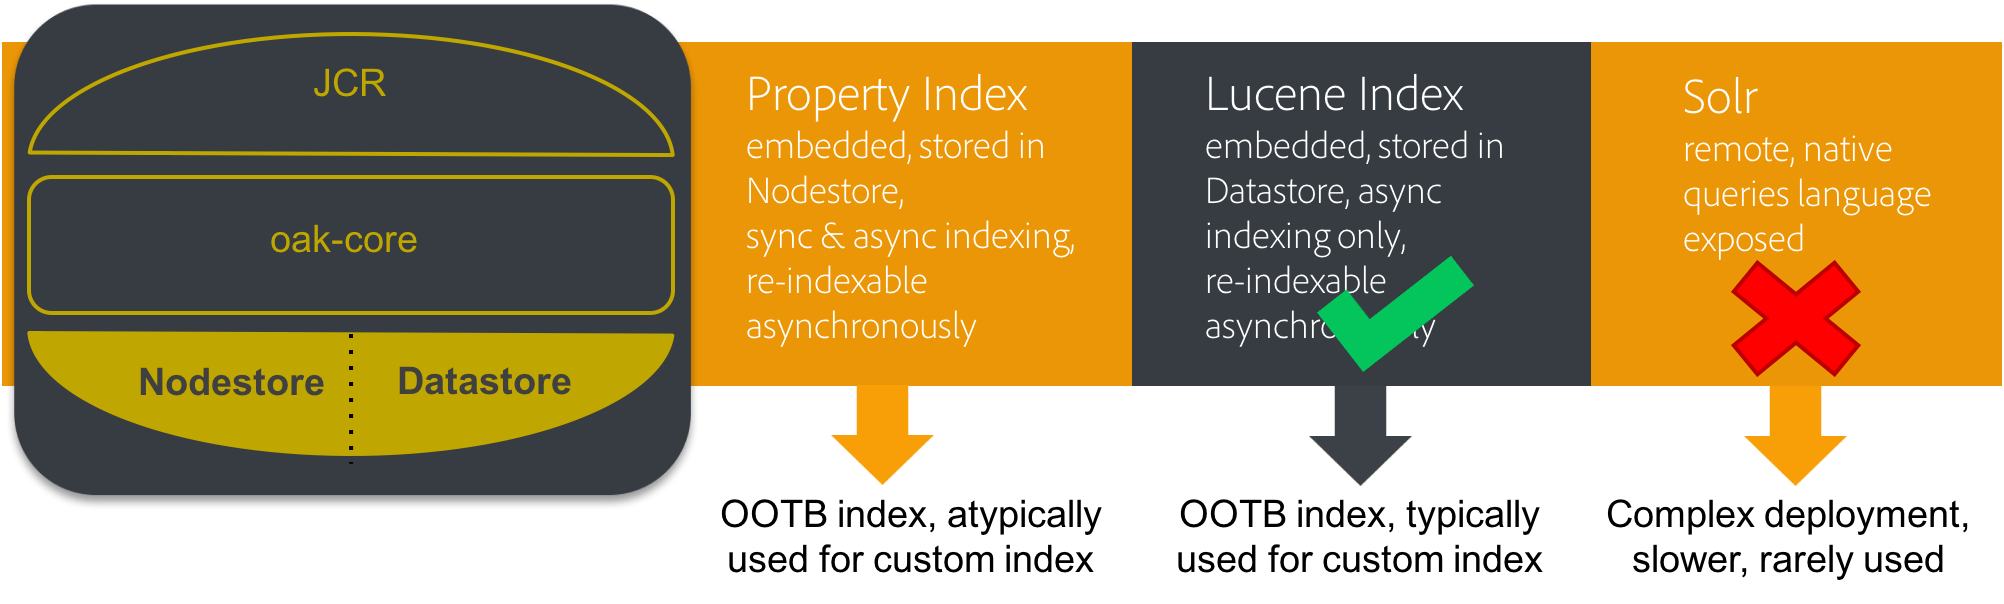 JCR
oak-core
Nodestore
Datastore
Property Index
embedded, stored in
Nodestore,
sync & async indexing,
re-indexable
asynchronously
Lucene Index
embedded, stored in
Datastore, async
indexing only,
re-indexable
asynchronously
Solr
remote, native
queries language
exposed
OOTB index, atypically
used for custom index
OOTB index, typically
used for custom index
Complex deployment,
slower, rarely used